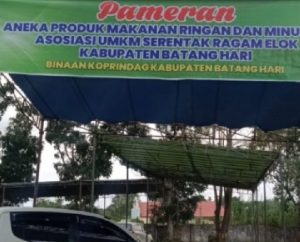 Pameran
ANEKA PRODUK MAKANAN RINGAN DAN MINU
ASOSIASI UMKM SERENTAK RAGAM ELOK
KABUPATEN BATANG HARI
BINAAN KOPRINDAG KABUPATEN BATANG HARI